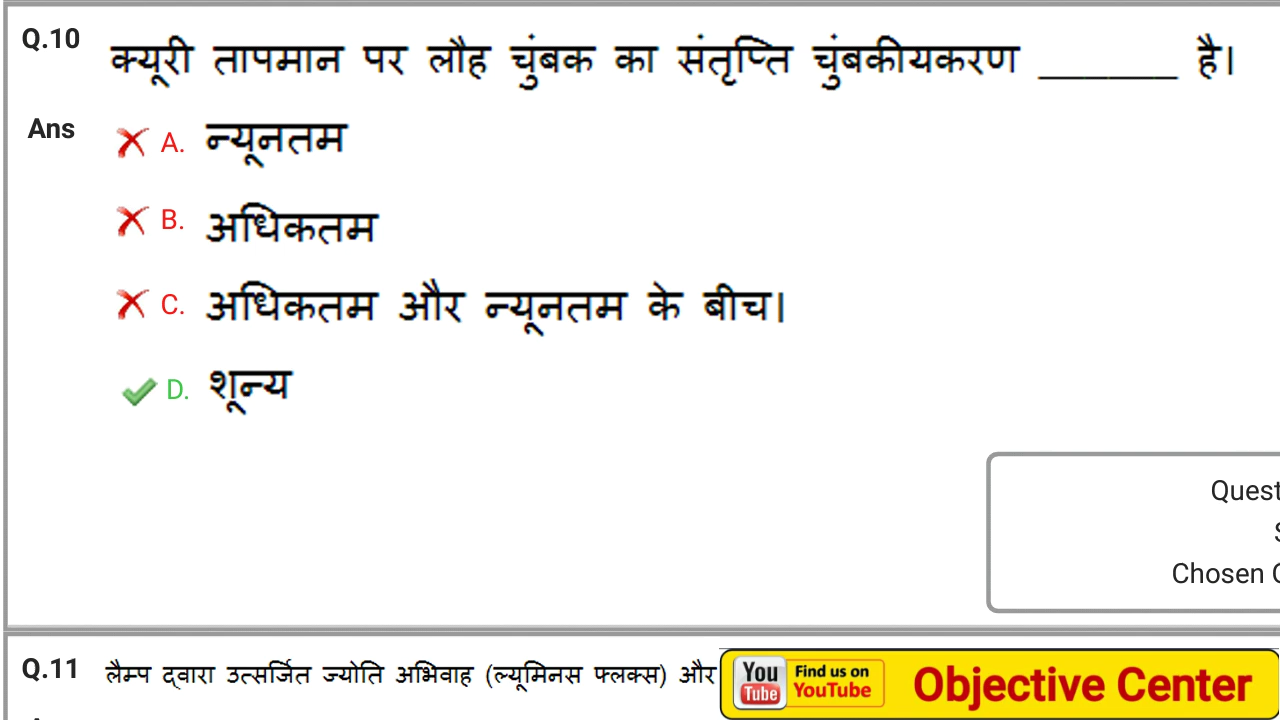 Q.10 क्यूरी तापमान पर लौह चुंबक का संतृप्ति चुंबकीयकरण ______ है।
Ans A. न्यूनतम
B. अधिकतम
C. अधिकतम और न्यूनतम के बीच।
D. शून्य
Quest
Chosen
Q.11 लैम्प द्वारा उत्सर्जित ज्योति अभिवाह (ल्यूमिनस फ्लक्स) और
You Tube Find us on YouTube Objective Center